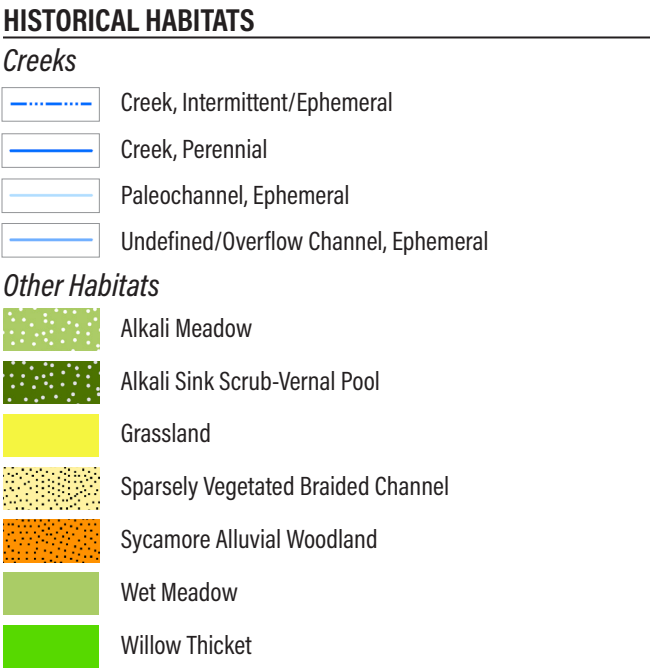 HISTORICAL HABITATS
Creeks
Creek, Intermittent/Ephemeral
Creek, Perennial
Paleochannel, Ephemeral
Undefined/Overflow Channel, Ephemeral
Other Habitats
Alkali Meadow
Alkali Sink Scrub-Vernal Pool
Grassland
Sparsely Vegetated Braided Channel
Sycamore Alluvial Woodland
Wet Meadow
Willow Thicket